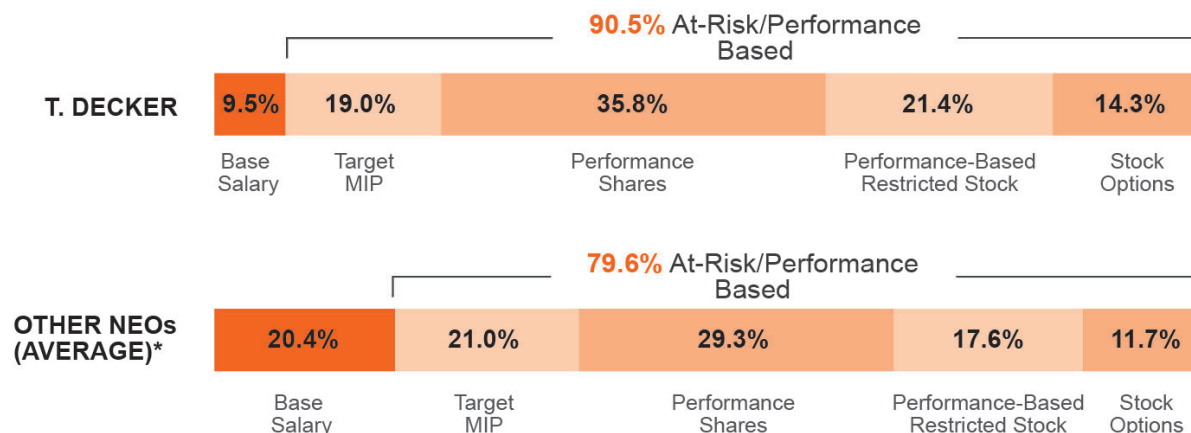 90.5% At-Risk/Performance
Based
T. DECKER
9.5% 19.0% 35.8% 21.4% 14.3%
Base Target Performance Performance-Based Stock
Salary MIP Shares Restricted Stock Options
79.6% At-Risk/Performance
Based
OTHER NEOs
(AVERAGE)*
20.4% 21.0% 29.3% 17.6% 11.7%
Base Target Performance Performance-Based Stock
Salary MIP Shares Restricted Stock Options